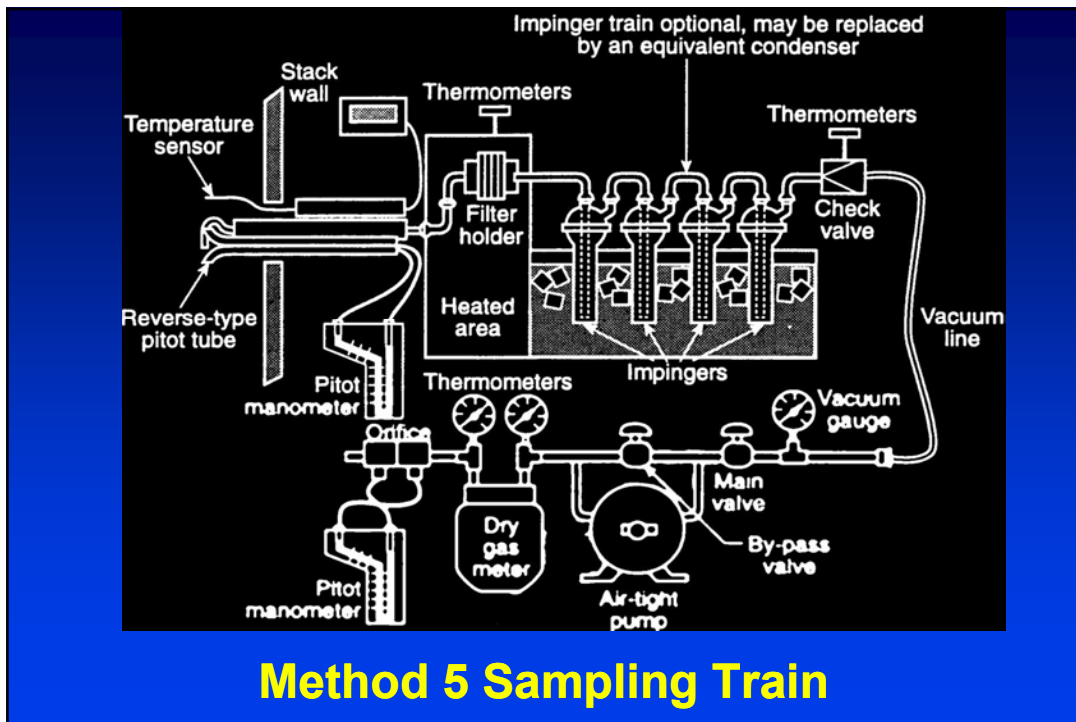 Impinger train optional, may be replaced
by an equivalent condenser
Stack
wall
Thermometers
Thermometers
Temperature
sensor
Filter
holder
Check
valve
Heated
area
Reverse-type
pitot tube
Vacuum
line
Impingers
Pitot
manometer
Thermometers
Vacuum
gauge
Orifice
Main
valve
Dry
gas
meter
By-pass
valve
Pitot
manometer
Air-tight
pump
Method 5 Sampling Train